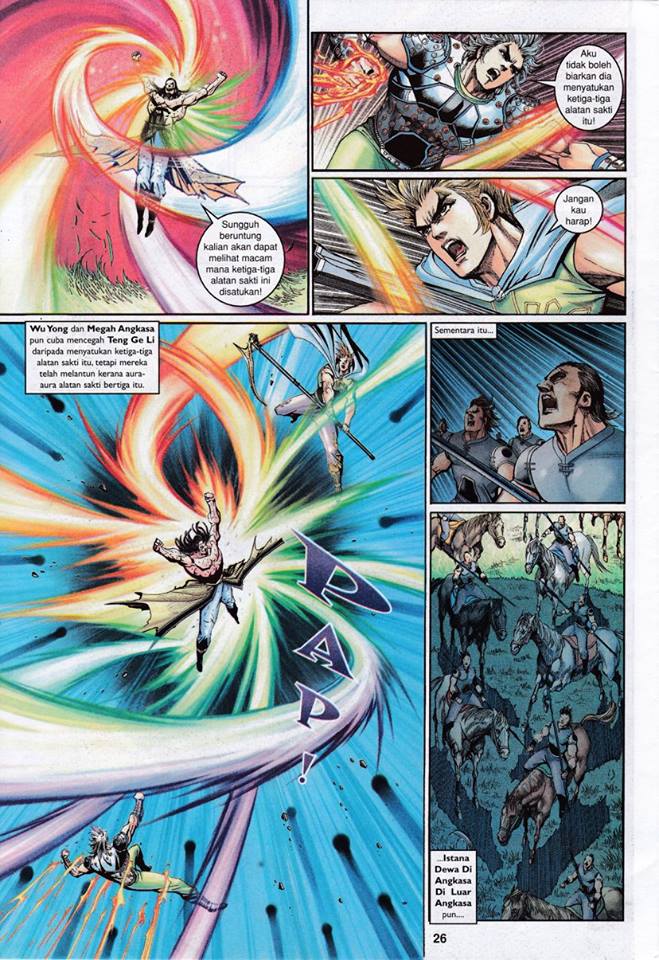 Sungguh
beruntung
kalian akan dapat
melihat macam
mana ketiga-tiga
alatan sakti ini
disatukan!
Aku
tidak boleh
biarkan dia
menyatukan
ketiga-tiga
alatan sakti
itu!
Jangan
kau
harap!
Wu Yong dan Megah Angkasa
pun cuba mencegah Teng Ge Li
daripada menyatukan ketiga-tiga
alatan sakti itu, tetapi mereka
telah melantun kerana aura-
aura alatan sakti bertiga itu.
PAP!
Sementara itu...
...Istana
Dewa Di
Angkasa
Di Luar
Angkasa
pun....
26